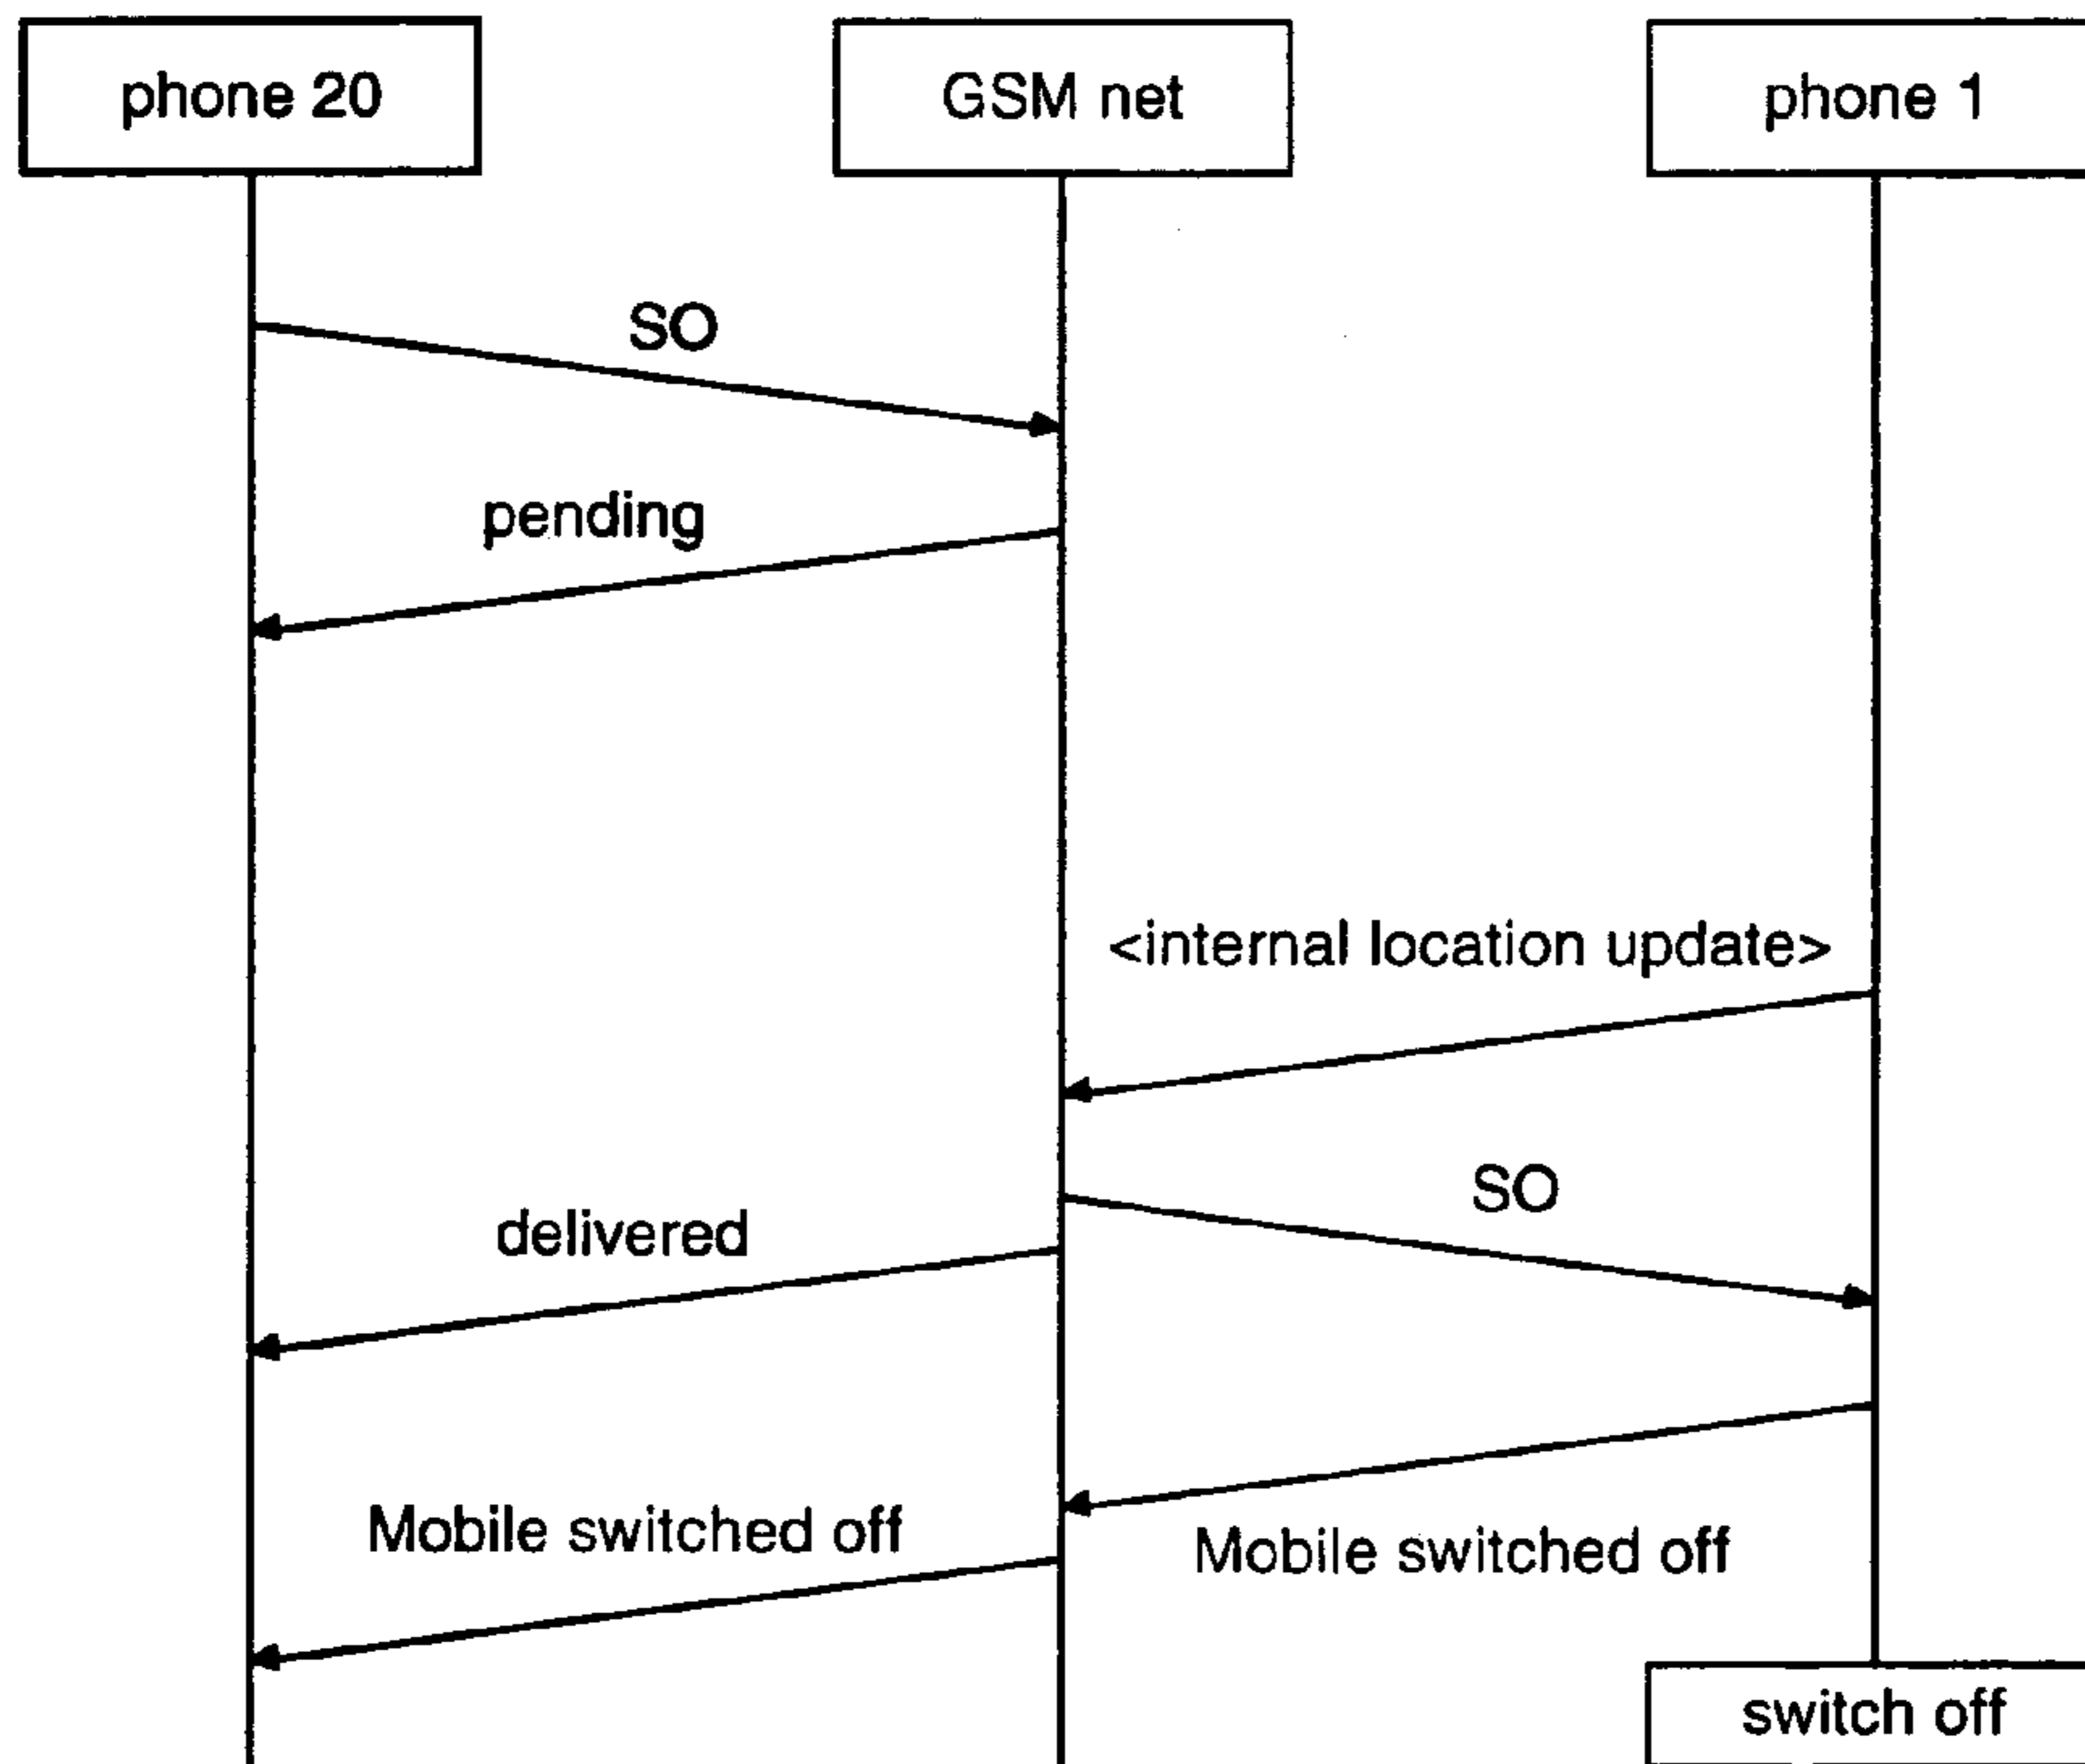 phone 20
GSM net
phone 1
SO
pending
<internal location update>
SO
delivered
Mobile switched off
Mobile switched off
switch off